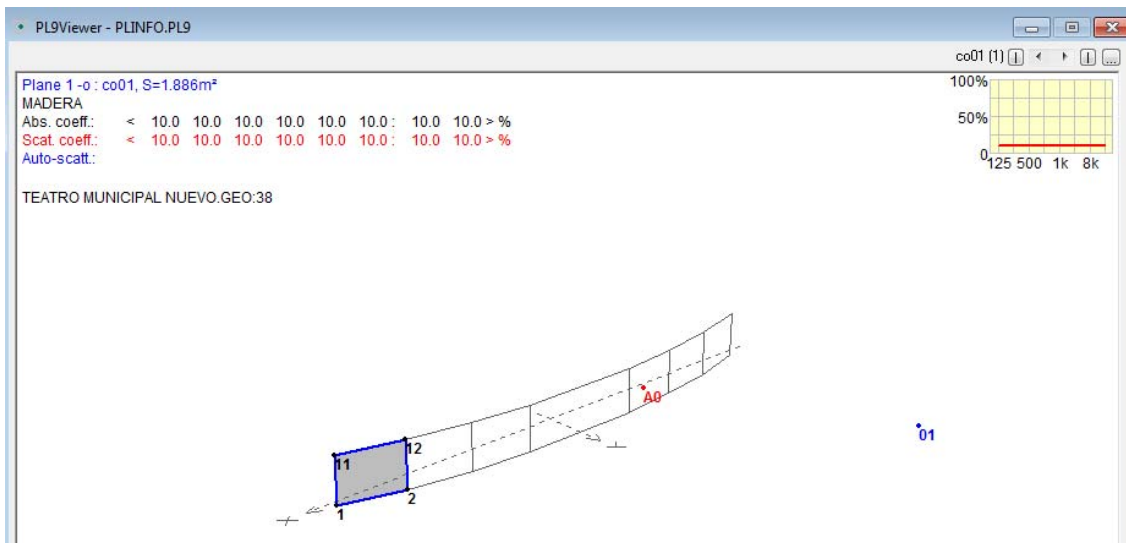 PL9Viewer - PLINFO.PL9
co01 (1)
Plane 1 -o : co01, S=1.886m²
MADERA
Abs. coeff.: < 10.0 10.0 10.0 10.0 10.0 10.0 : 10.0 10.0 > %
Scat. coeff.: < 10.0 10.0 10.0 10.0 10.0 10.0 : 10.0 10.0 > %
Auto-scatt.:
TEATRO MUNICIPAL NUEVO.GEO:38
100%
50%
0
125 500 1k 8k
A0
01
11
12
1
2